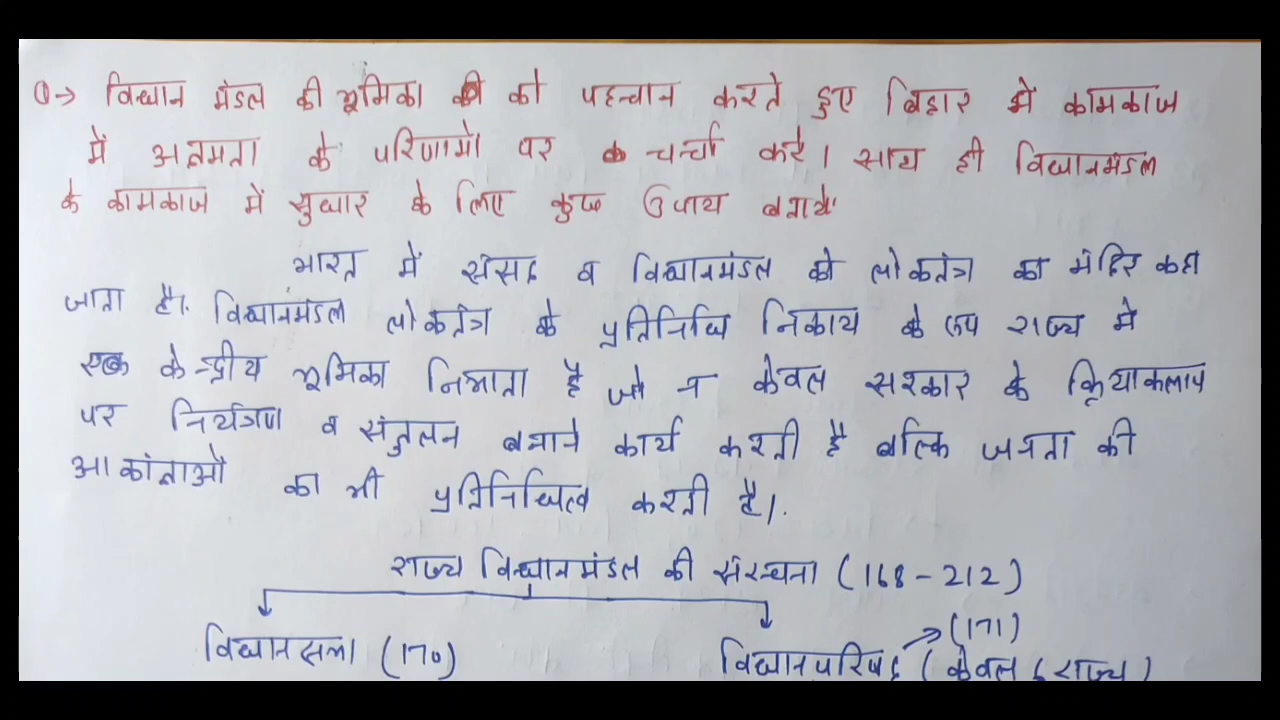 Q→ विधान मंडल की भूमिका की को पहचान करते हुए बिहार में कामकाज
में अक्षमता के परिणामों पर चर्चा करें। साथ ही विधानमंडल
के कामकाज में सुधार के लिए कुछ उपाय बताये
भारत में संसद व विधानमंडल को लोकतंत्र का मंदिर कहा
जाता है। विधानमंडल लोकतंत्र के प्रतिनिधि निकाय के रूप राज्य में
एक केन्द्रीय भूमिका निभाता है जो न केवल सरकार के क्रियाकलाप
पर नियंत्रण व संतुलन बनाने कार्य करती है बल्कि जनता की
आकांक्षाओं का भी प्रतिनिधित्व करती है।
राज्य विधानमंडल की संरचना (168-212)
(171)
विधानसभा (170) विधानपरिषद (केवल 6 राज्य)